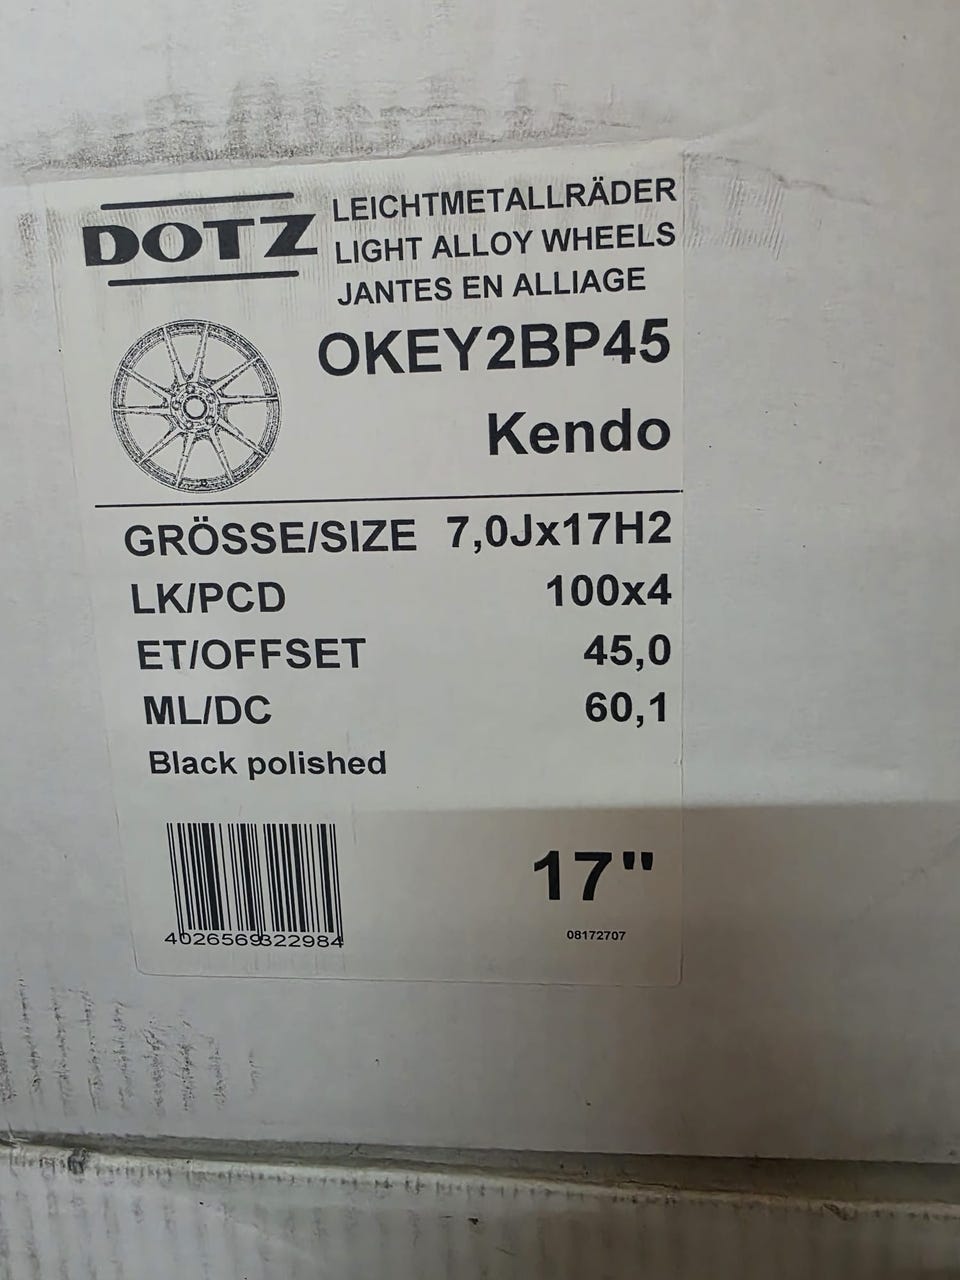 DOTZ
LEICHTMETALLRÄDER
LIGHT ALLOY WHEELS
JANTES EN ALLIAGE
OKEY2BP45
Kendo
GRÖSSE/SIZE 7,0Jx17H2
LK/PCD 100x4
ET/OFFSET 45,0
ML/DC 60,1
Black polished
17"
4026569322984
08172707